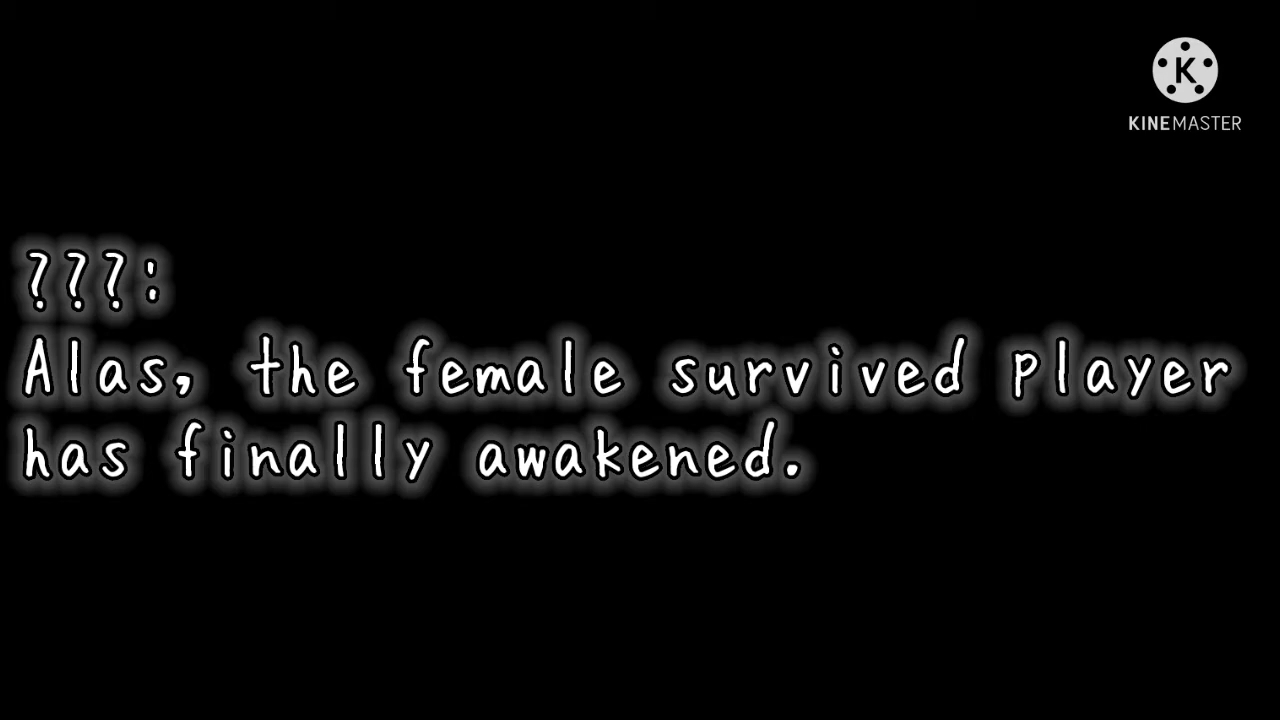 K
KINEMASTER
???:
Alas, the female survived player
has finally awakened.